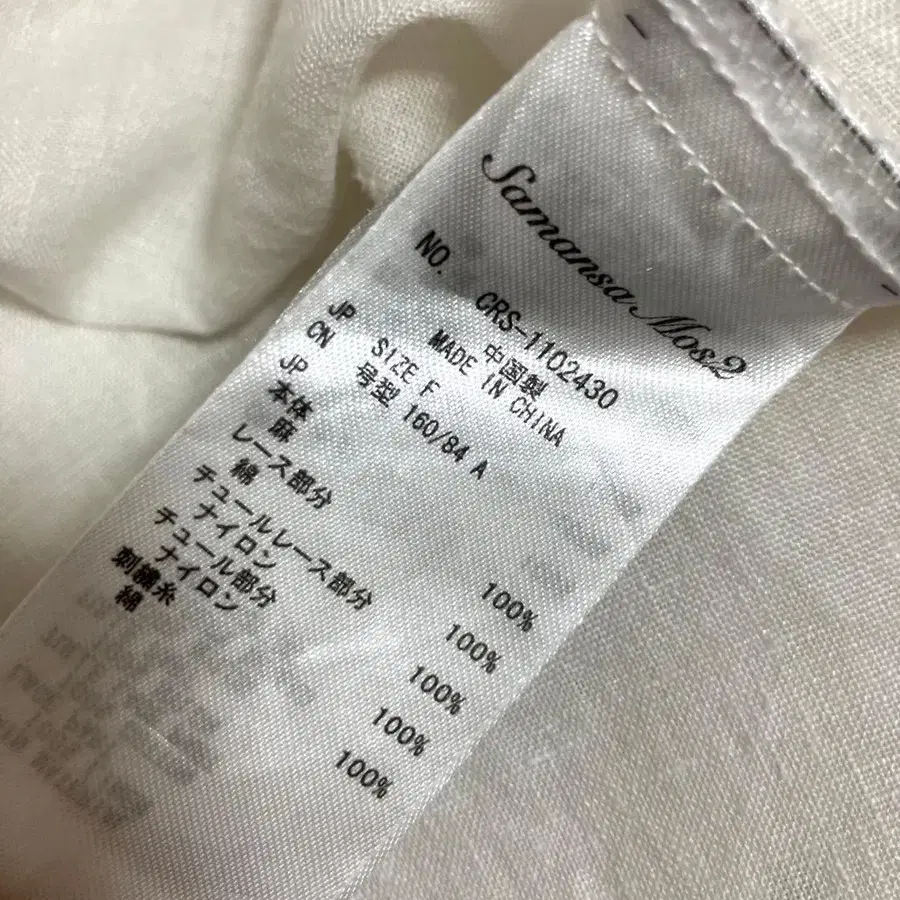 Samansa Mos2
NO. CRS-1102430
中国製
MADE IN CHINA
JP SIZE F
CN 号型 160/84 A
JP
本体
麻 100%
レース部分
綿 100%
チュールレース部分
ナイロン 100%
チュール部分
ナイロン 100%
刺繍糸
綿 100%